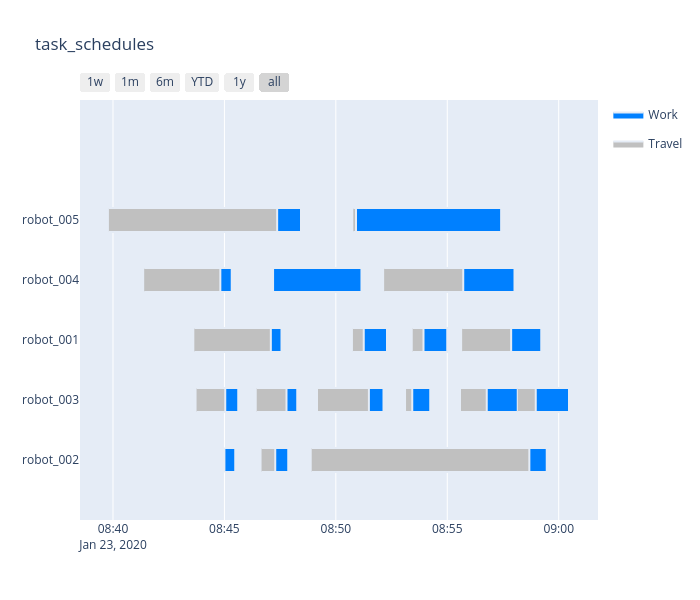 task_schedules
1w 1m 6m YTD 1y all
Work
Travel
robot_005
robot_004
robot_001
robot_003
robot_002
08:40 08:45 08:50 08:55 09:00
Jan 23, 2020